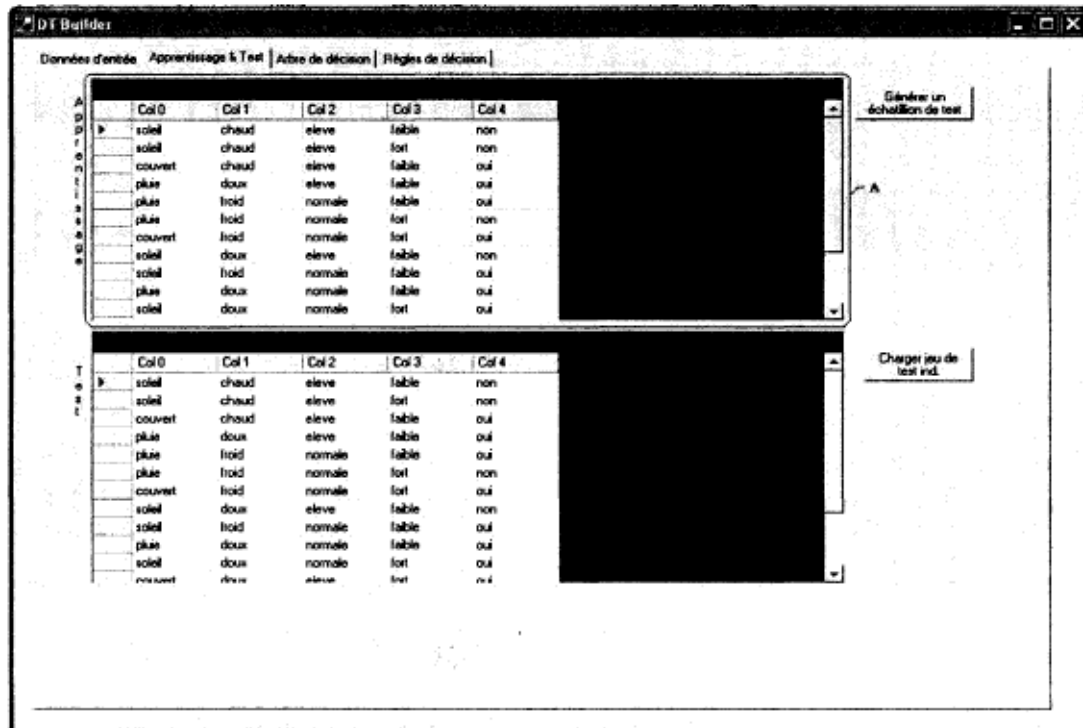 DT Builder
Données d'entrée Apprentissage & Test Arbre de décision Règles de décision
Apprentissage
Col 0 Col 1 Col 2 Col 3 Col 4
soleil chaud eleve faible non
soleil chaud eleve fort non
couvert chaud eleve faible oui
pluie doux eleve faible oui
pluie froid normale faible oui
pluie froid normale fort non
couvert froid normale fort oui
soleil doux eleve faible non
soleil froid normale faible oui
pluie doux normale faible oui
soleil doux normale fort oui
Générer un
échatillion de test
A
Test
Col 0 Col 1 Col 2 Col 3 Col 4
soleil chaud eleve faible non
soleil chaud eleve fort non
couvert chaud eleve faible oui
pluie doux eleve faible oui
pluie froid normale faible oui
pluie froid normale fort non
couvert froid normale fort oui
soleil doux eleve faible non
soleil froid normale faible oui
pluie doux normale faible oui
soleil doux normale fort oui
couvert doux eleve fort oui
Charger jeu de
test ind.